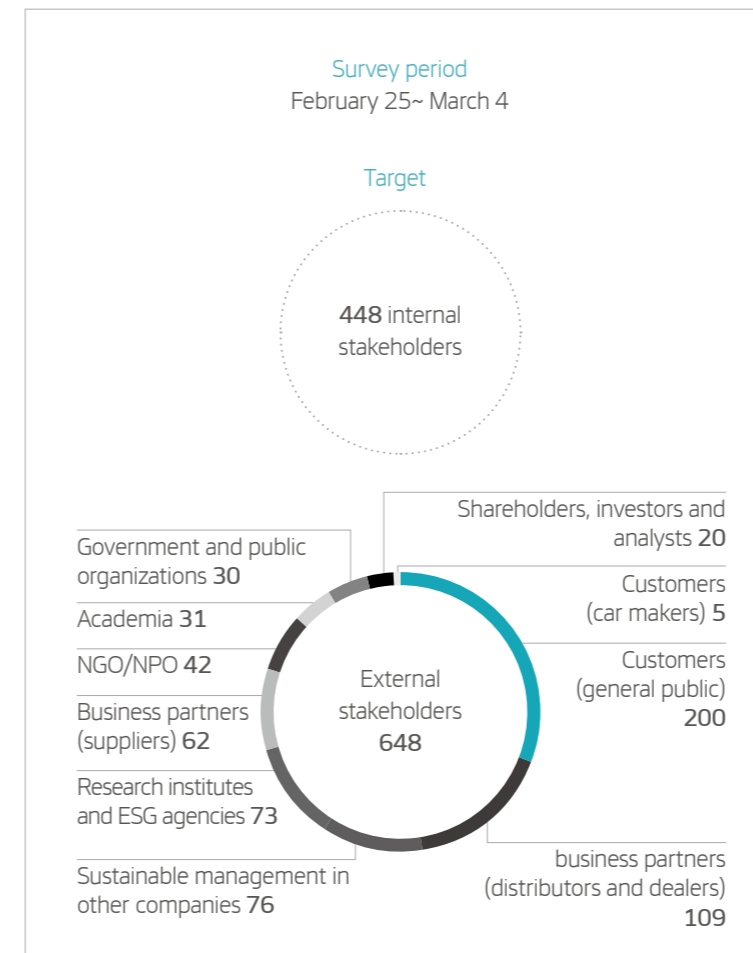 Survey period
February 25~ March 4
Target
448 internal
stakeholders
Shareholders, investors and
analysts 20
Government and public
organizations 30
Customers
(car makers) 5
Academia 31
NGO/NPO 42
Customers
(general public)
200
External
stakeholders
648
Business partners
(suppliers) 62
Research institutes
and ESG agencies 73
Sustainable management in
other companies 76
business partners
(distributors and dealers)
109